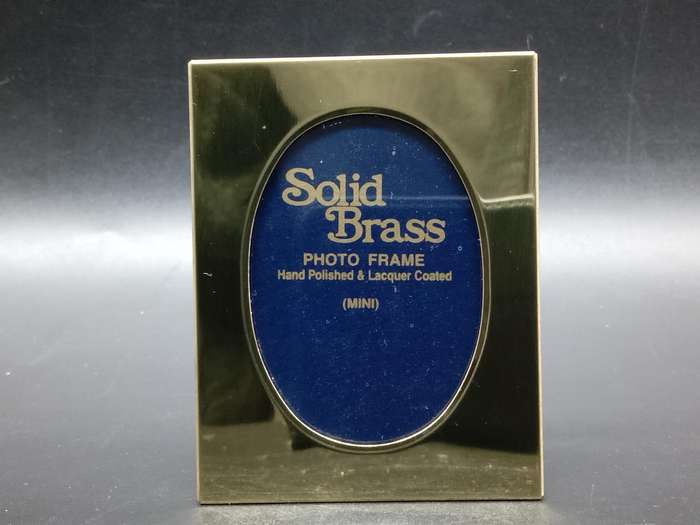 Solid
Brass
PHOTO FRAME
Hand Polished & Lacquer Coated
(MINI)